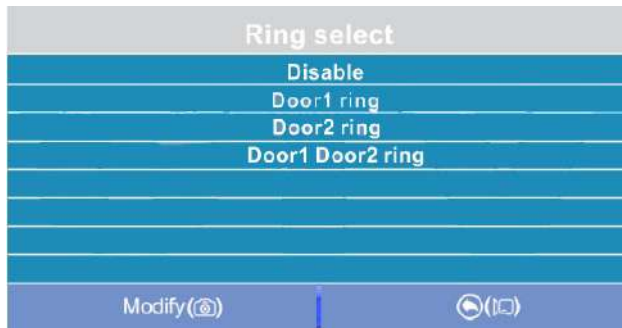 Ring select
Disable
Door1 ring
Door2 ring
Door1 Door2 ring
Modify()
()